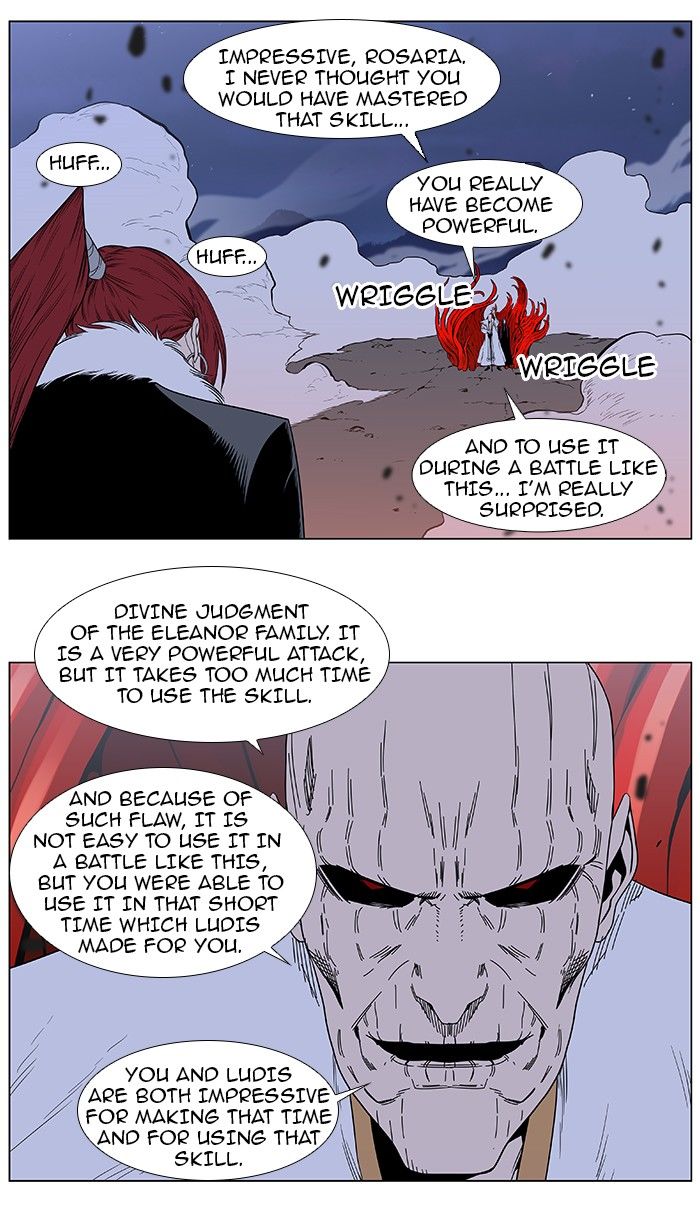 IMPRESSIVE, ROSARIA.
I NEVER THOUGHT YOU
WOULD HAVE MASTERED
THAT SKILL...
HUFF...
YOU REALLY
HAVE BECOME
POWERFUL.
HUFF...
WRIGGLE
WRIGGLE
AND TO USE IT
DURING A BATTLE LIKE
THIS... I'M REALLY
SURPRISED.
DIVINE JUDGMENT
OF THE ELEANOR FAMILY. IT
IS A VERY POWERFUL ATTACK,
BUT IT TAKES TOO MUCH TIME
TO USE THE SKILL.
AND BECAUSE OF
SUCH FLAW, IT IS
NOT EASY TO USE IT IN
A BATTLE LIKE THIS,
BUT YOU WERE ABLE TO
USE IT IN THAT SHORT
TIME WHICH LUDIS
MADE FOR YOU.
YOU AND LUDIS
ARE BOTH IMPRESSIVE
FOR MAKING THAT TIME
AND FOR USING THAT
SKILL.